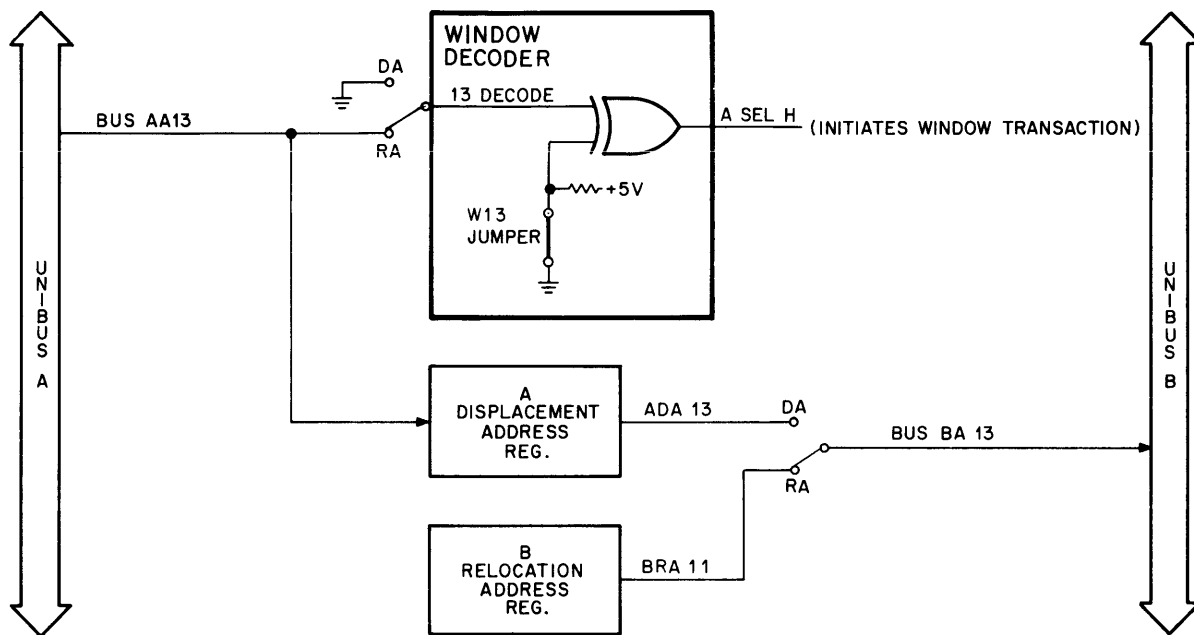 WINDOW
DECODER
DA
13 DECODE
BUS AA13
RA
A SEL H
(INITIATES WINDOW TRANSACTION)
+5V
W13
JUMPER
UNIBUS A
UNIBUS B
A
DISPLACEMENT
ADDRESS
REG.
ADA 13
DA
BUS BA 13
RA
B
RELOCATION
ADDRESS
REG.
BRA 11